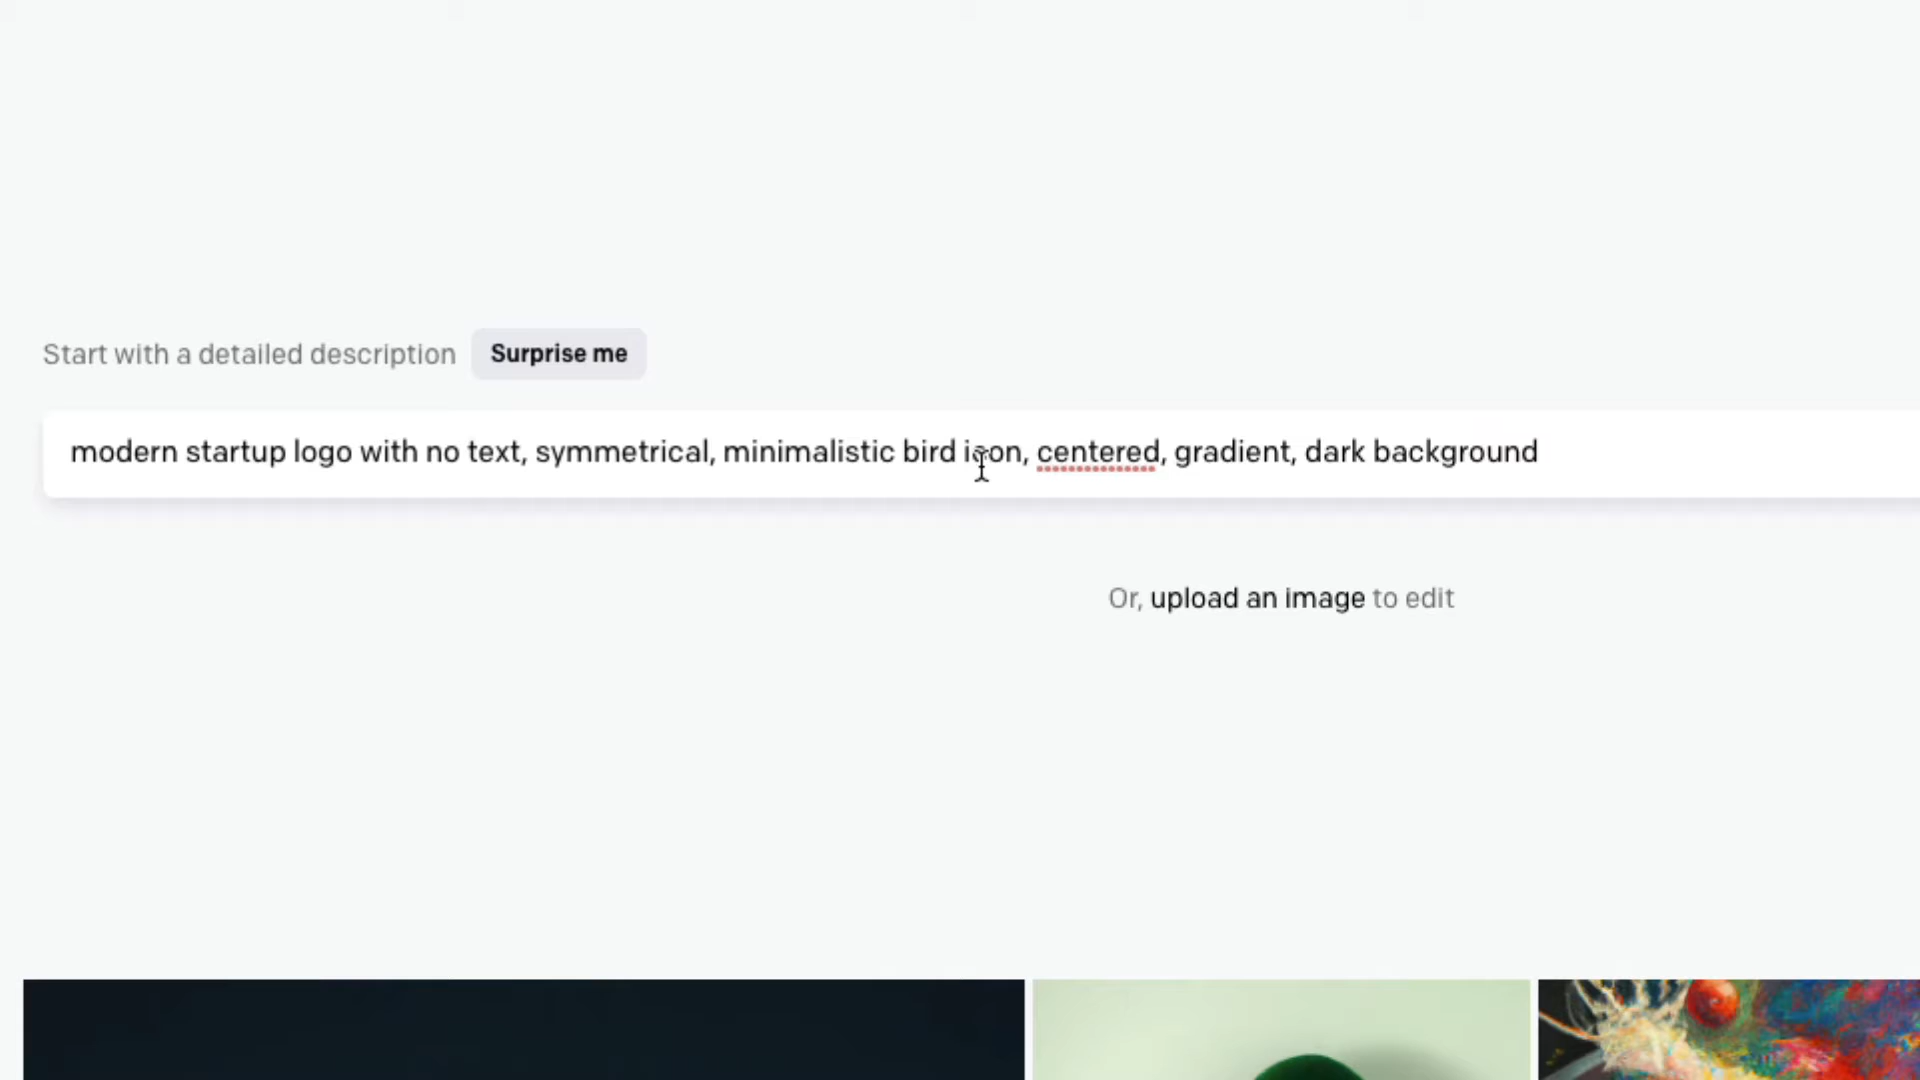 Start with a detailed description Surprise me
modern startup logo with no text, symmetrical, minimalistic bird icon, centered, gradient, dark background
Or, upload an image to edit